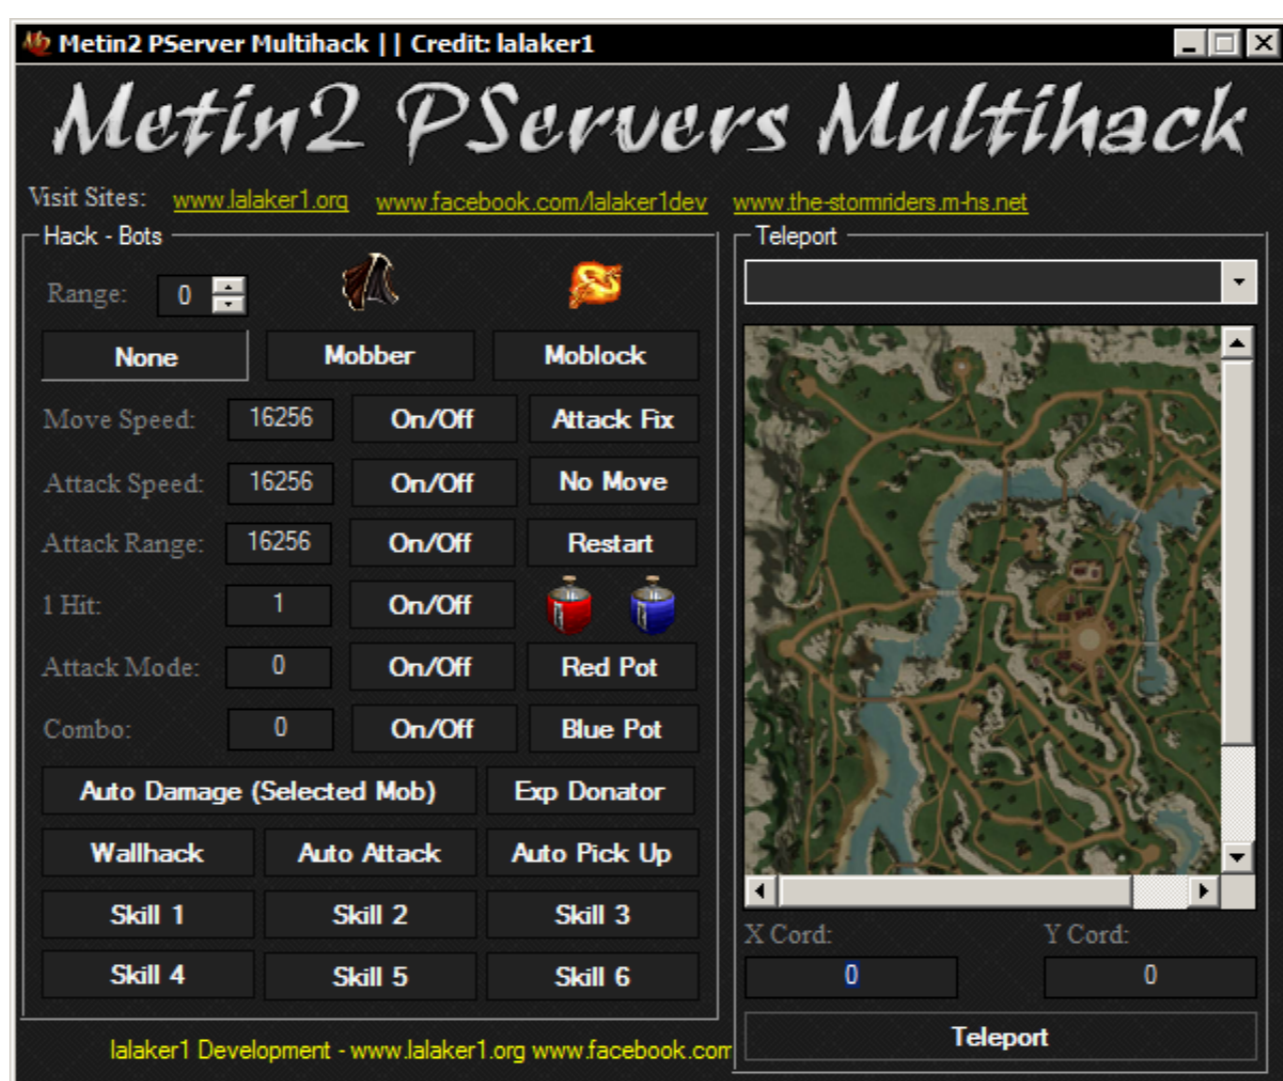 Metin2 PServer Multihack || Credit: lalaker1
Metin2 PServers Multihack
Visit Sites: www.lalaker1.org www.facebook.com/lalaker1dev www.the-stormriders.m-hs.net
Hack - Bots
Range: 0
None Mobber Moblock
Move Speed: 16256 On/Off Attack Fix
Attack Speed: 16256 On/Off No Move
Attack Range: 16256 On/Off Restart
1 Hit: 1 On/Off
Attack Mode: 0 On/Off Red Pot
Combo: 0 On/Off Blue Pot
Auto Damage (Selected Mob) Exp Donator
Wallhack Auto Attack Auto Pick Up
Skill 1 Skill 2 Skill 3
Skill 4 Skill 5 Skill 6
Teleport
X Cord: Y Cord:
0 0
Teleport
lalaker1 Development - www.lalaker1.org www.facebook.com